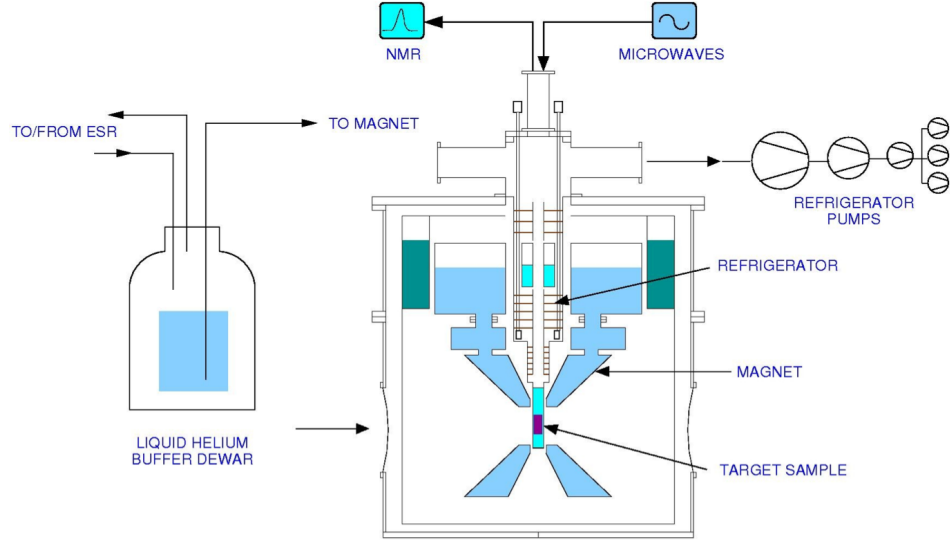 NMR
MICROWAVES
TO/FROM ESR
TO MAGNET
REFRIGERATOR
PUMPS
REFRIGERATOR
MAGNET
LIQUID HELIUM
BUFFER DEWAR
TARGET SAMPLE